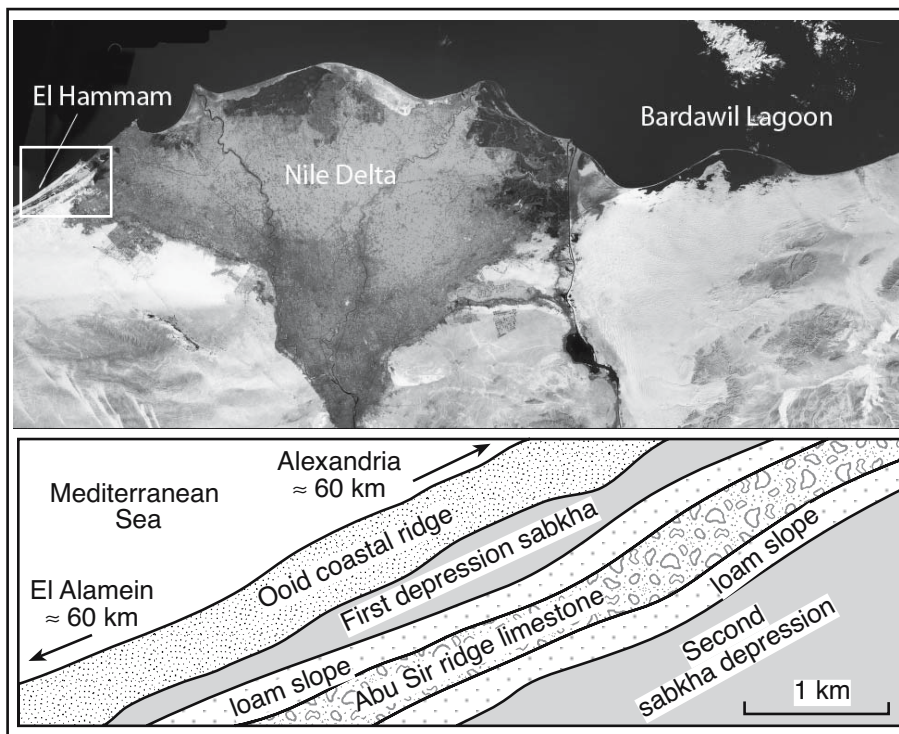 El Hammam
Bardawil Lagoon
Nile Delta
Alexandria
≈ 60 km
Mediterranean
Sea
Ooid coastal ridge
First depression sabkha
El Alamein
≈ 60 km
loam slope
loam slope
Abu Sir ridge limestone
Second
sabkha depression
1 km